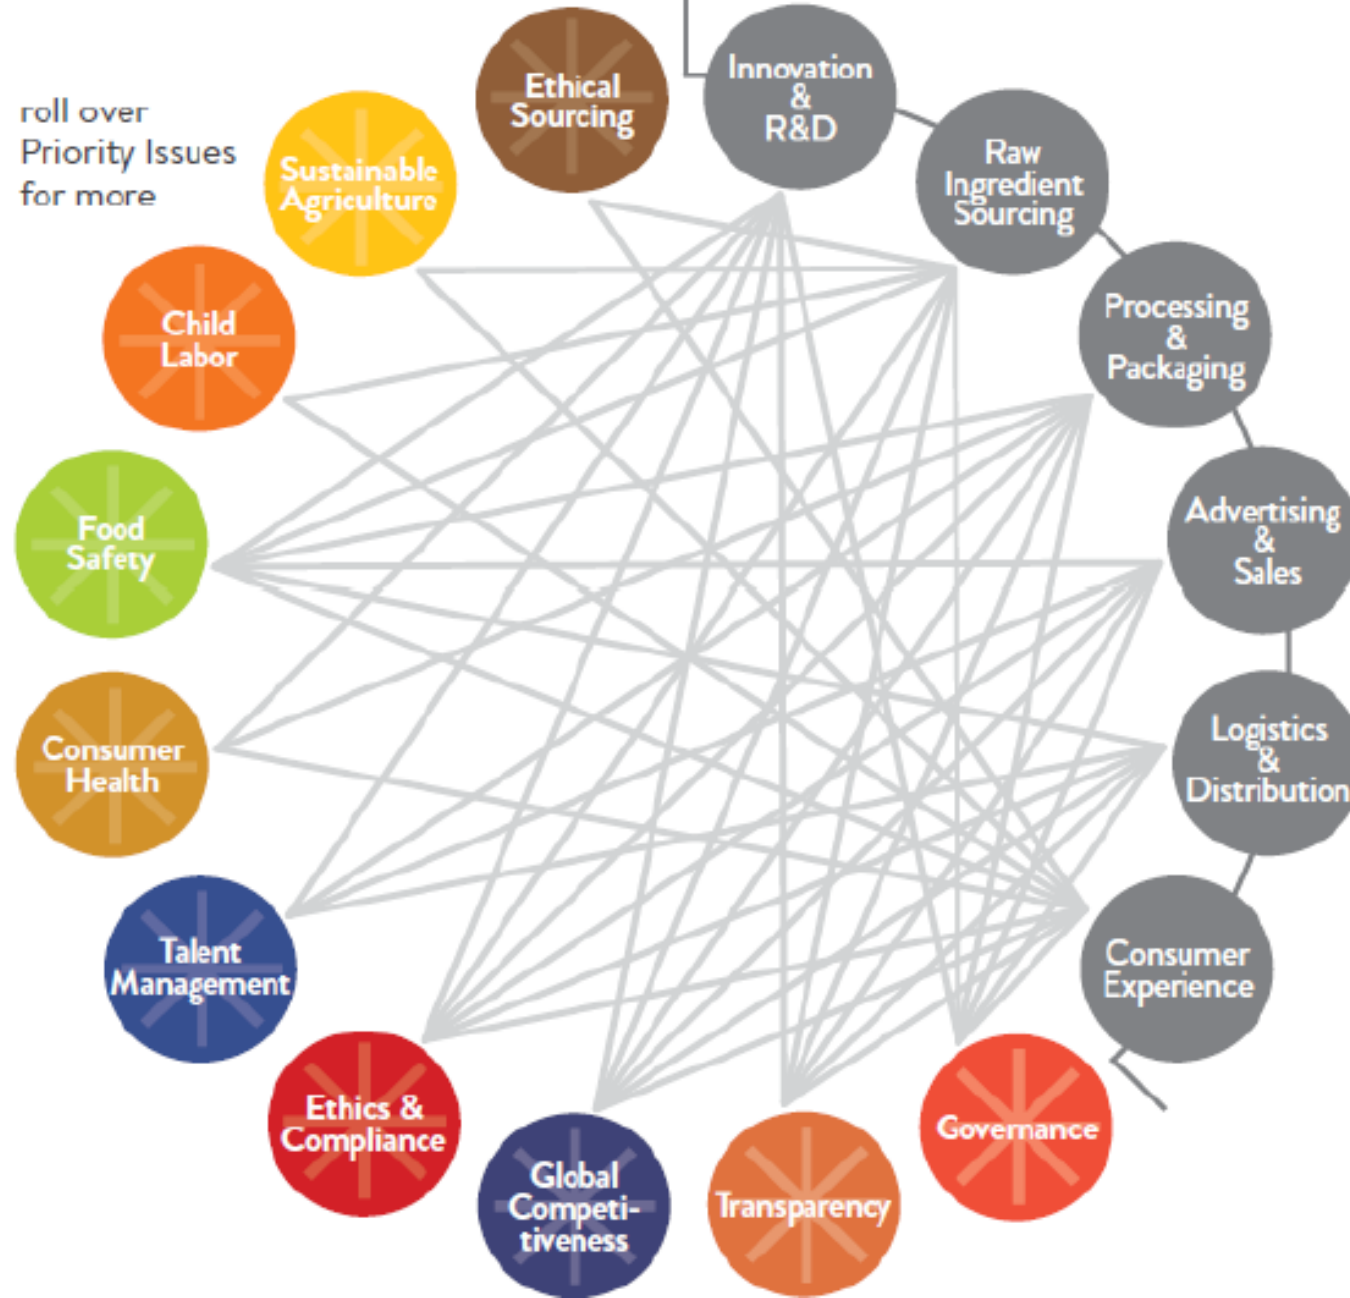 roll over
Priority Issues
for more
Ethical
Sourcing
Innovation
&
R&D
Sustainable
Agriculture
Raw
Ingredient
Sourcing
Child
Labor
Processing
&
Packaging
Food
Safety
Advertising
&
Sales
Consumer
Health
Logistics
&
Distribution
Talent
Management
Consumer
Experience
Ethics &
Compliance
Global
Competi-
tiveness
Transparency
Governance